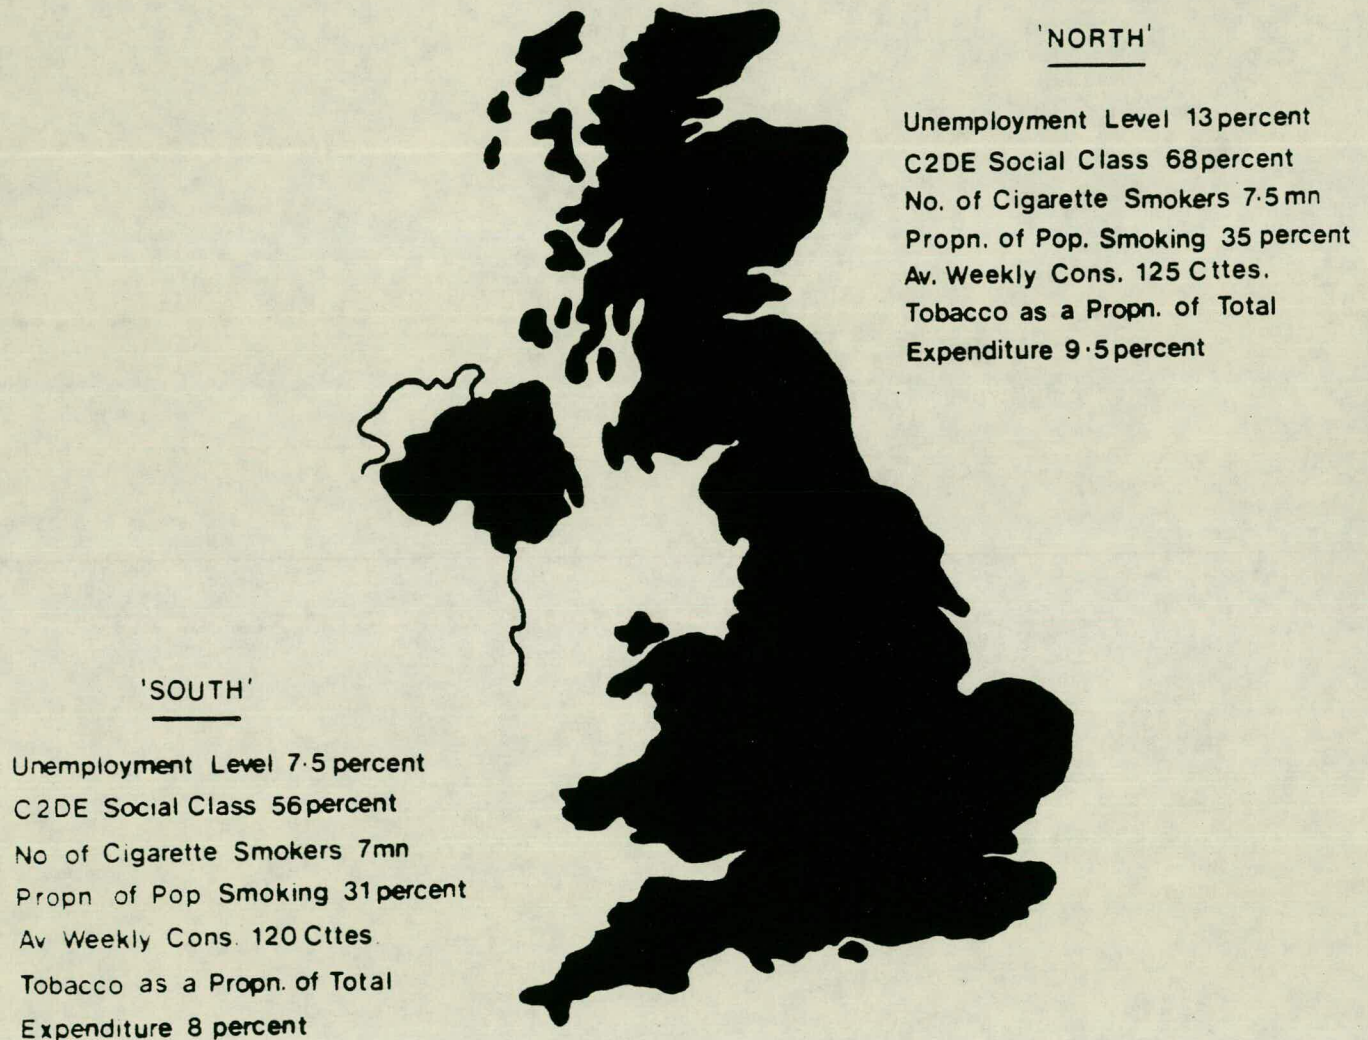 'NORTH'
Unemployment Level 13 percent
C2DE Social Class 68 percent
No. of Cigarette Smokers 7·5 mn
Propn. of Pop. Smoking 35 percent
Av. Weekly Cons. 125 Cttes.
Tobacco as a Propn. of Total
Expenditure 9·5 percent
'SOUTH'
Unemployment Level 7·5 percent
C2DE Social Class 56 percent
No of Cigarette Smokers 7mn
Propn of Pop Smoking 31 percent
Av Weekly Cons. 120 Cttes.
Tobacco as a Propn. of Total
Expenditure 8 percent